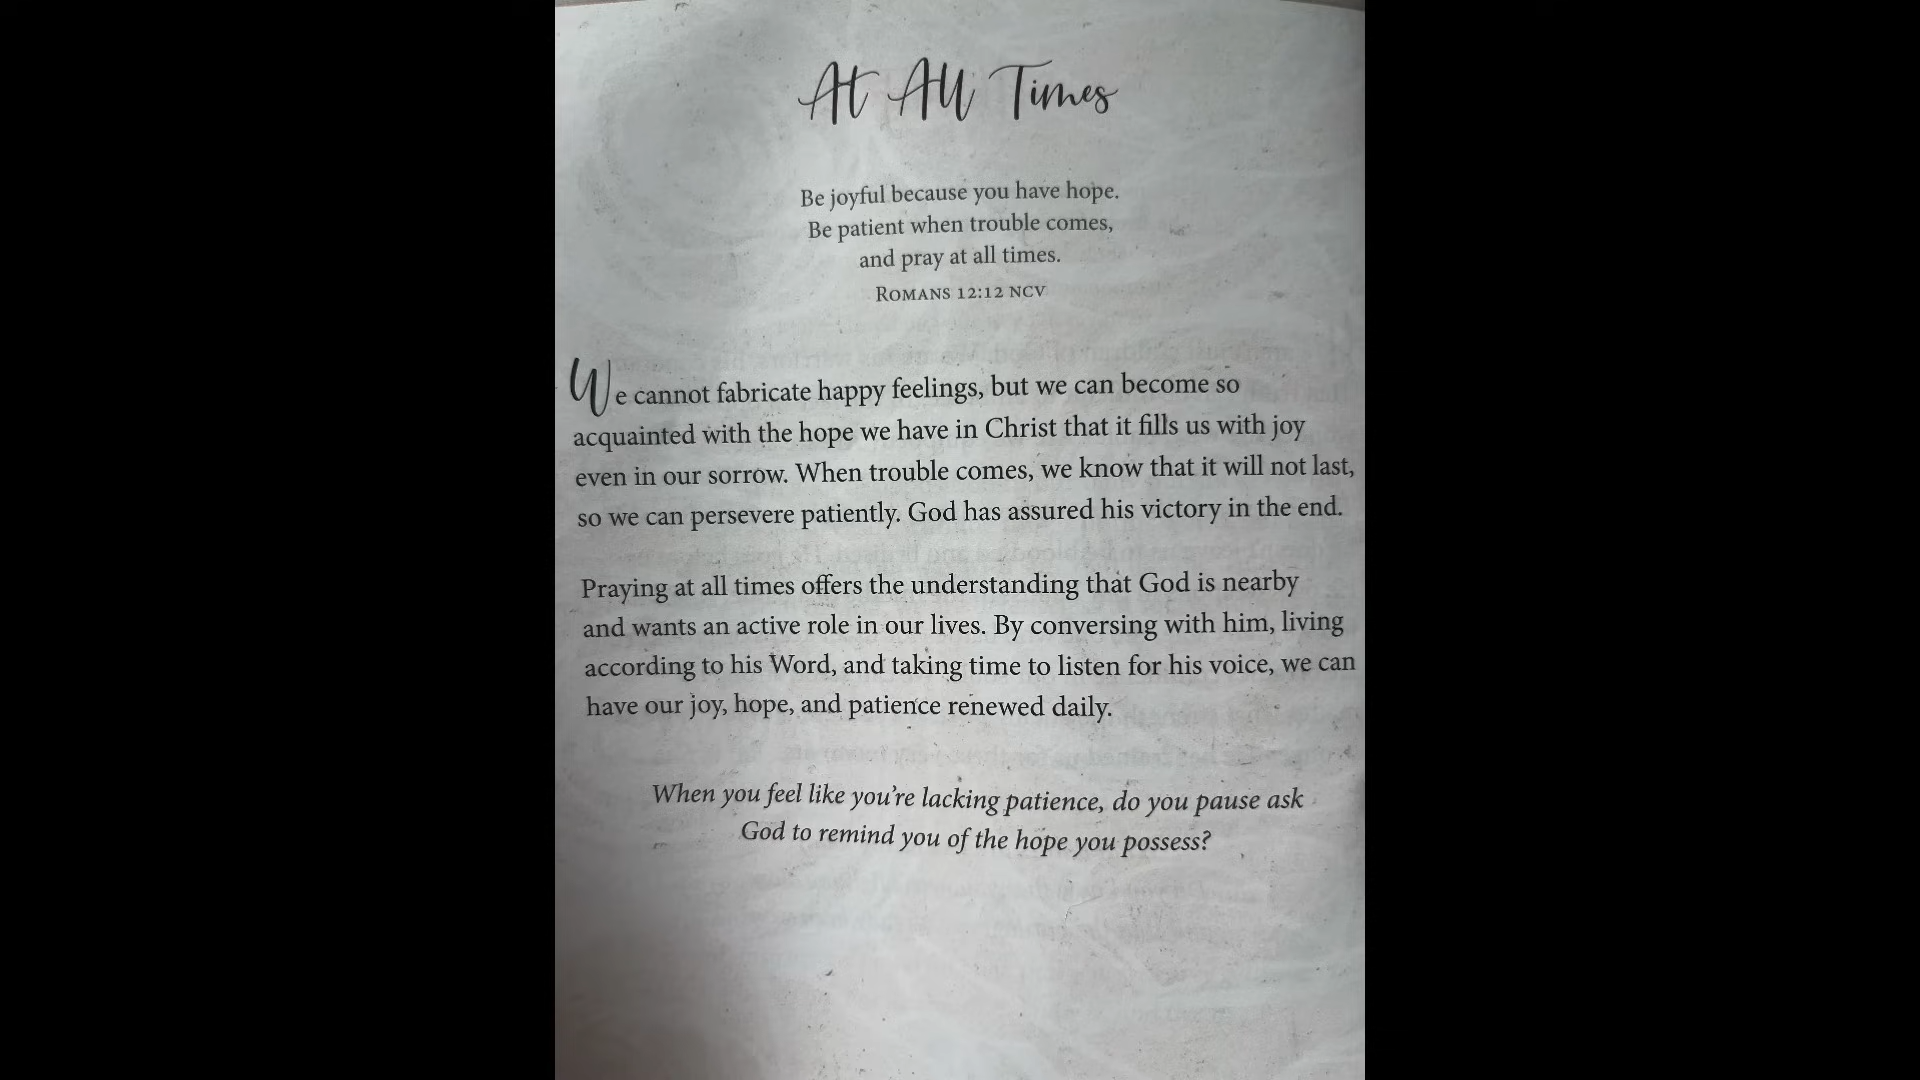 At All Times
Be joyful because you have hope.
Be patient when trouble comes,
and pray at all times.
ROMANS 12:12 NCV
We cannot fabricate happy feelings, but we can become so
acquainted with the hope we have in Christ that it fills us with joy
even in our sorrow. When trouble comes, we know that it will not last,
so we can persevere patiently. God has assured his victory in the end.
Praying at all times offers the understanding that God is nearby
and wants an active role in our lives. By conversing with him, living
according to his Word, and taking time to listen for his voice, we can
have our joy, hope, and patience renewed daily.
When you feel like you're lacking patience, do you pause ask
God to remind you of the hope you possess?